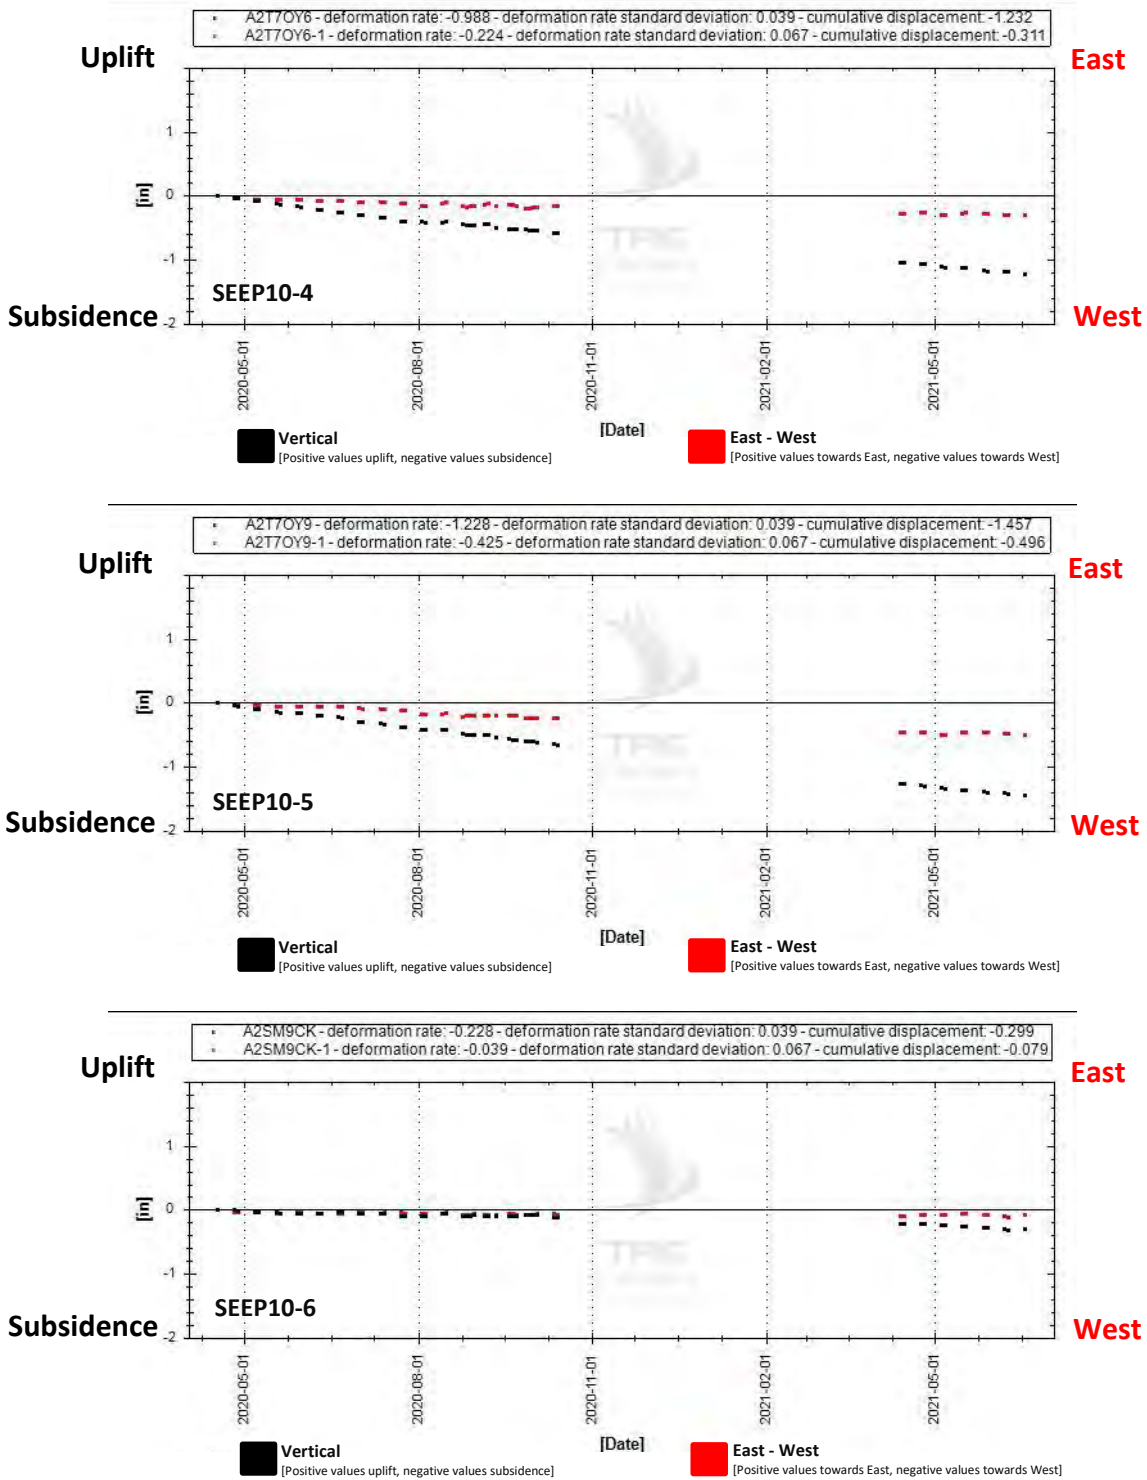 A2T7OY6 - deformation rate: -0.988 - deformation rate standard deviation: 0.039 - cumulative displacement: -1.232
A2T7OY6-1 - deformation rate: -0.224 - deformation rate standard deviation: 0.067 - cumulative displacement: -0.311
Uplift
East
1
0
[in]
-1
SEEP10-4
Subsidence
-2
West
2020-05-01
2020-08-01
2020-11-01
2021-02-01
2021-05-01
[Date]
Vertical
[Positive values uplift, negative values subsidence]
East - West
[Positive values towards East, negative values towards West]
A2T7OY9 - deformation rate: -1.228 - deformation rate standard deviation: 0.039 - cumulative displacement: -1.457
A2T7OY9-1 - deformation rate: -0.425 - deformation rate standard deviation: 0.067 - cumulative displacement: -0.496
Uplift
East
1
0
[in]
-1
SEEP10-5
Subsidence
-2
West
2020-05-01
2020-08-01
2020-11-01
2021-02-01
2021-05-01
[Date]
Vertical
[Positive values uplift, negative values subsidence]
East - West
[Positive values towards East, negative values towards West]
A2SM9CK - deformation rate: -0.228 - deformation rate standard deviation: 0.039 - cumulative displacement: -0.299
A2SM9CK-1 - deformation rate: -0.039 - deformation rate standard deviation: 0.067 - cumulative displacement: -0.079
Uplift
East
1
0
[in]
-1
SEEP10-6
Subsidence
-2
West
2020-05-01
2020-08-01
2020-11-01
2021-02-01
2021-05-01
[Date]
Vertical
[Positive values uplift, negative values subsidence]
East - West
[Positive values towards East, negative values towards West]